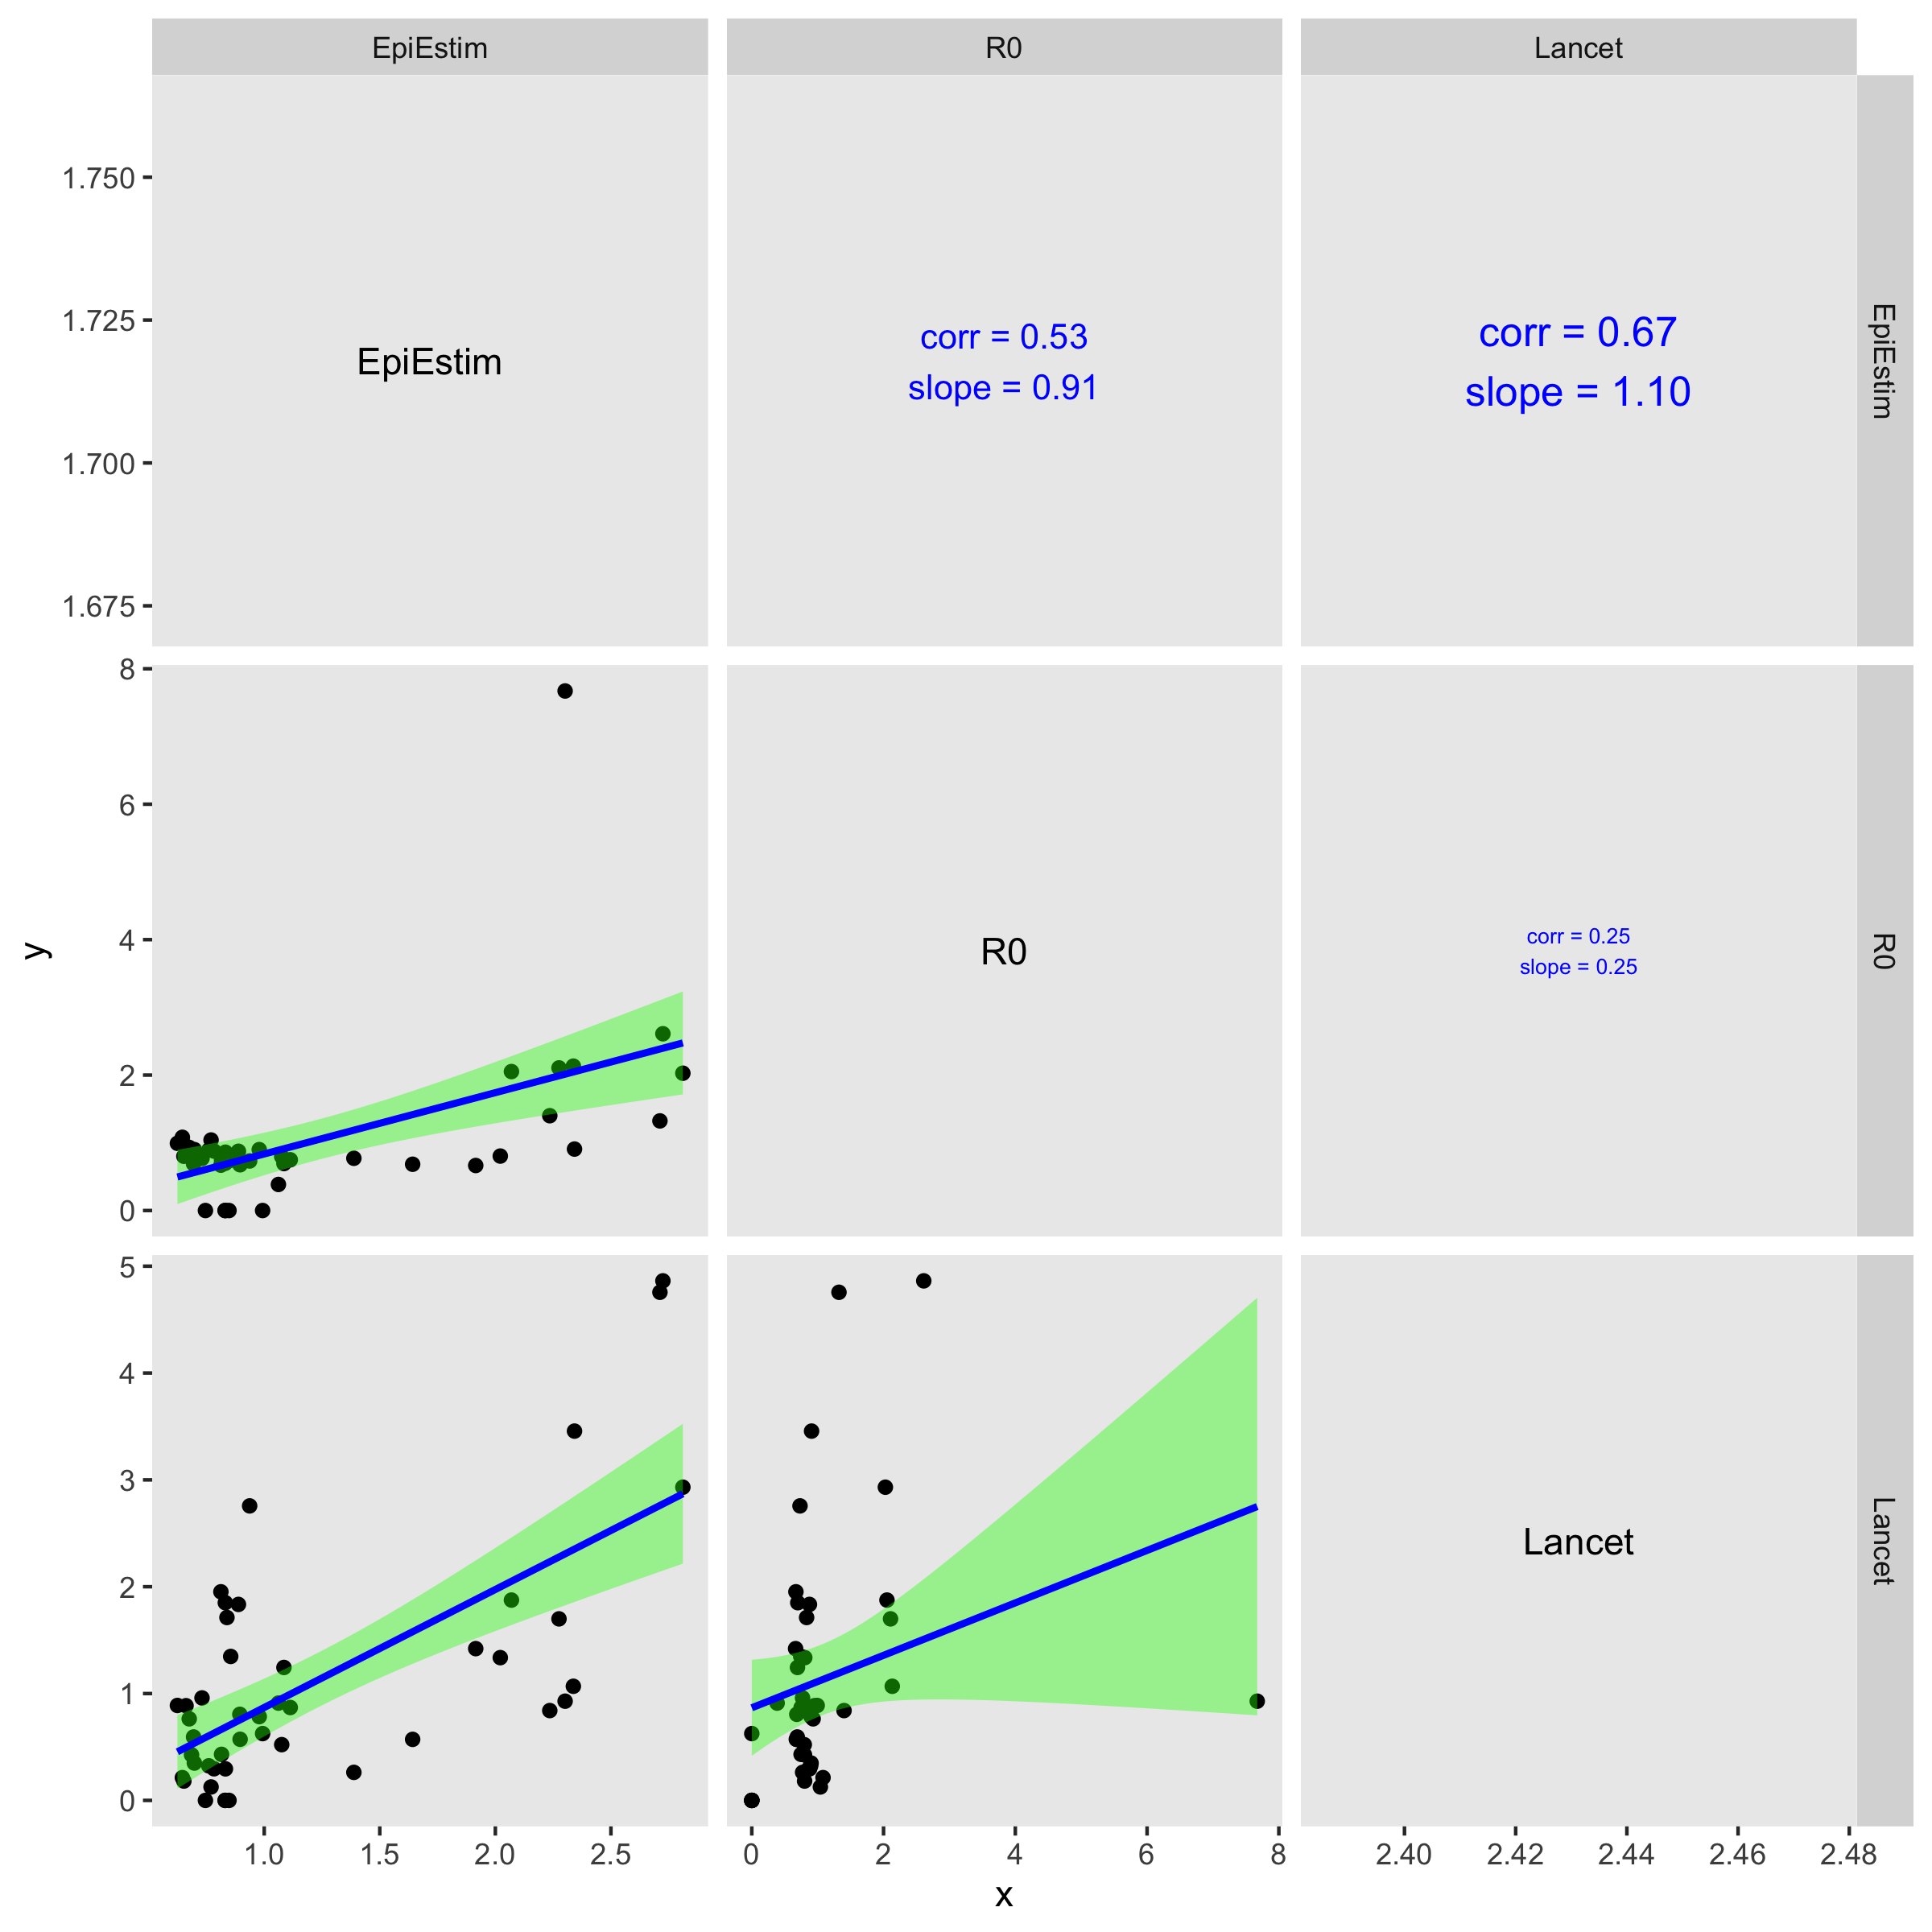 EpiEstim
R0
Lancet
1.750
1.725
1.700
1.675
EpiEstim
corr = 0.53
slope = 0.91
corr = 0.67
slope = 1.10
EpiEstim
8
6
4
2
0
R0
corr = 0.25
slope = 0.25
R0
y
5
4
3
2
1
0
Lancet
Lancet
1.0 1.5 2.0 2.5
0 2 4 6 8
2.40 2.42 2.44 2.46 2.48
x